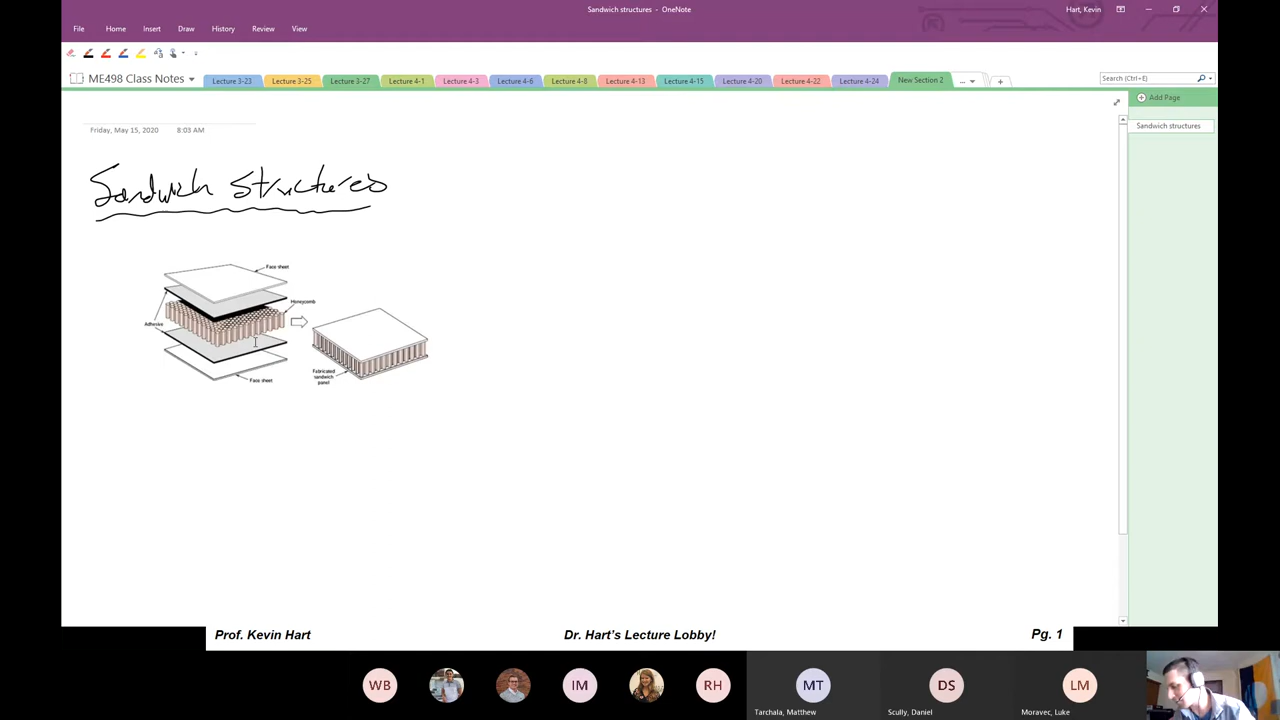 Sandwich structures - OneNote
Hart, Kevin
File Home Insert Draw History Review View
ME498 Class Notes
Lecture 3-23 Lecture 3-25 Lecture 3-27 Lecture 4-1 Lecture 4-3 Lecture 4-6 Lecture 4-8 Lecture 4-13 Lecture 4-15 Lecture 4-20 Lecture 4-22 Lecture 4-24 New Section 2 ...
Search (Ctrl+E)
Add Page
Sandwich structures
Friday, May 15, 2020 8:03 AM
Sandwich Structures
Face sheet
Honeycomb
Adhesive
Face sheet
Fabricated
sandwich
panel
Prof. Kevin Hart Dr. Hart's Lecture Lobby! Pg. 1
WB IM RH MT DS LM
Tarchala, Matthew Scully, Daniel Moravec, Luke